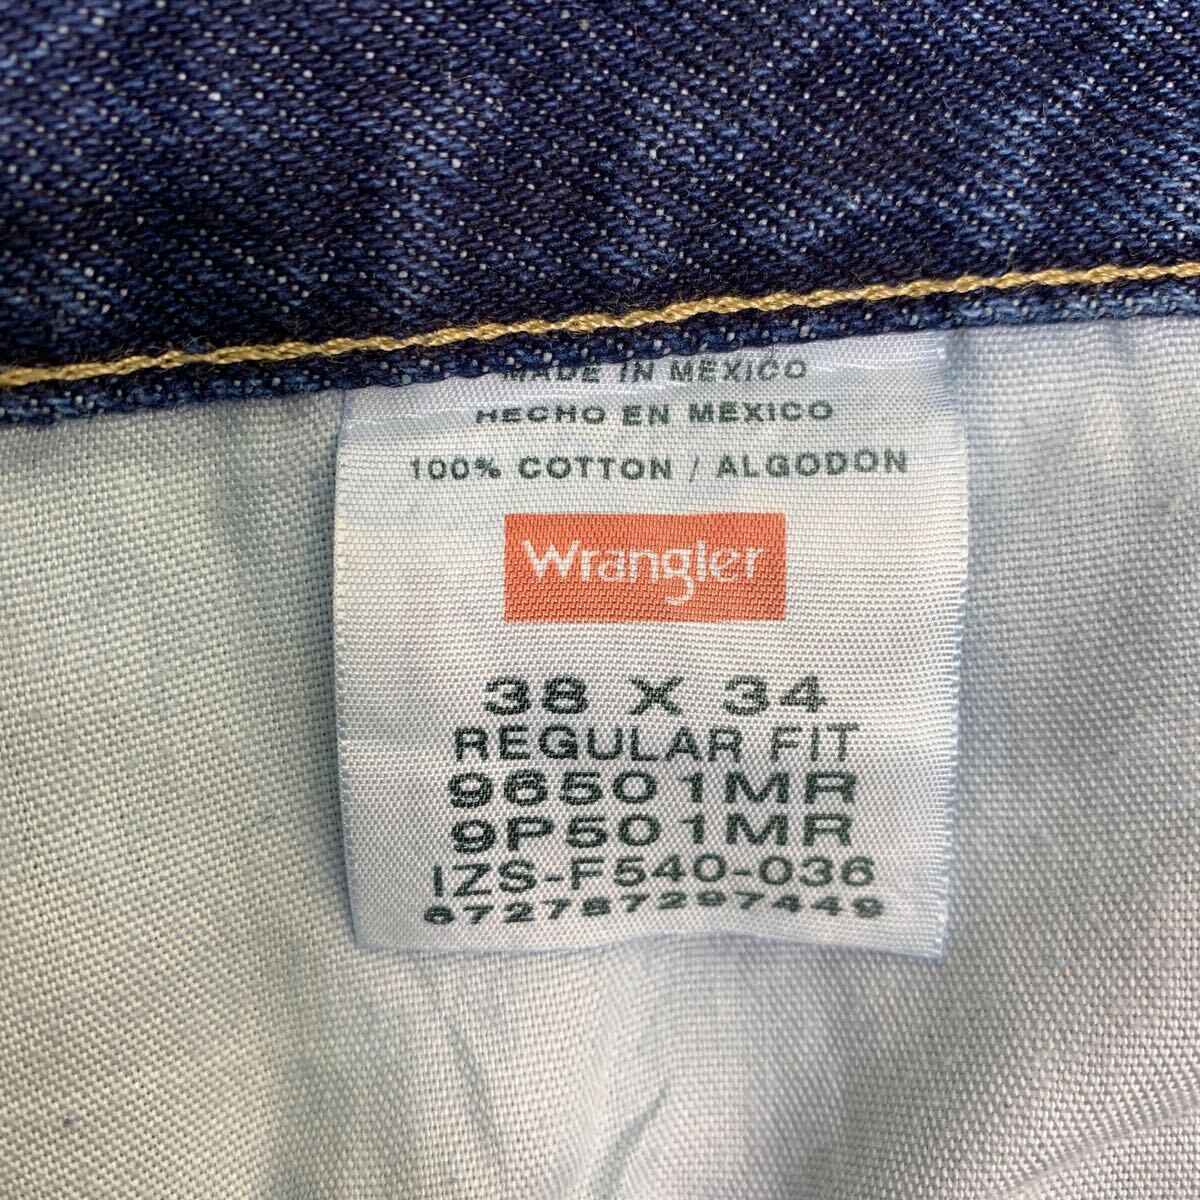 MADE IN MEXICO
HECHO EN MEXICO
100% COTTON / ALGODON
Wrangler
38 X 34
REGULAR FIT
96501MR
9P501MR
IZS-F540-036
672787297449